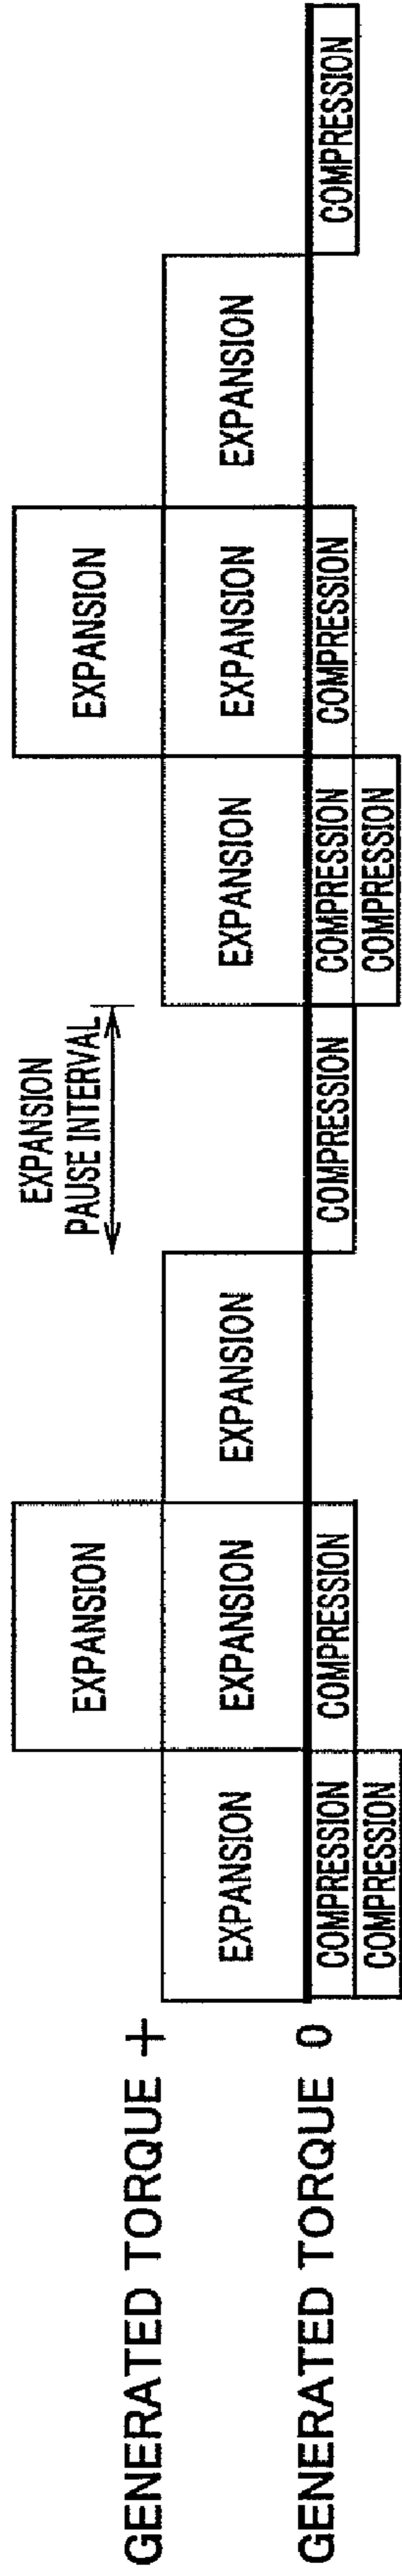 EXPANSION
EXPANSION
PAUSE INTERVAL
EXPANSION
GENERATED TORQUE +
EXPANSION
EXPANSION
EXPANSION
EXPANSION
EXPANSION
EXPANSION
GENERATED TORQUE 0
COMPRESSION
COMPRESSION
COMPRESSION
COMPRESSION
COMPRESSION
COMPRESSION
COMPRESSION
COMPRESSION